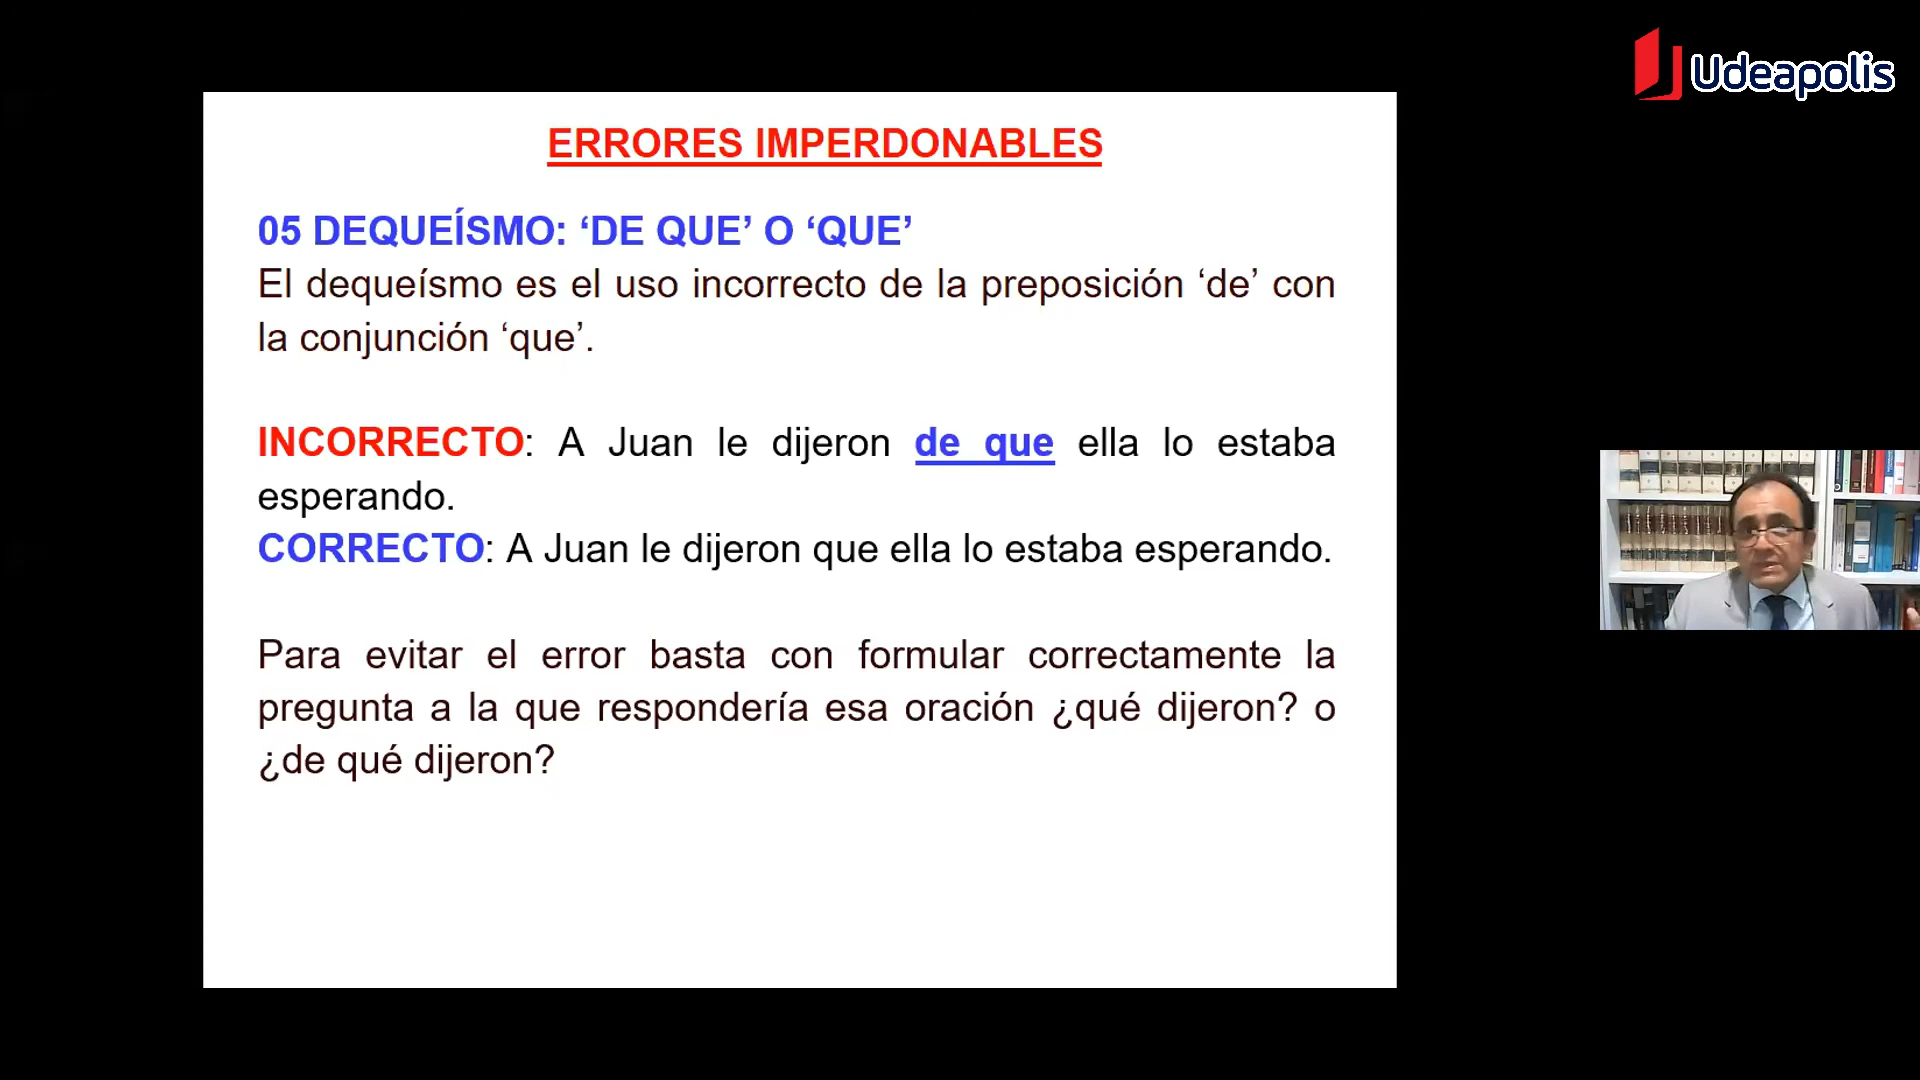 Udeapolis
ERRORES IMPERDONABLES
05 DEQUEÍSMO: ‘DE QUE’ O ‘QUE’
El dequeísmo es el uso incorrecto de la preposición ‘de’ con
la conjunción ‘que’.
INCORRECTO: A Juan le dijeron de que ella lo estaba
esperando.
CORRECTO: A Juan le dijeron que ella lo estaba esperando.
Para evitar el error basta con formular correctamente la
pregunta a la que respondería esa oración ¿qué dijeron? o
¿de qué dijeron?